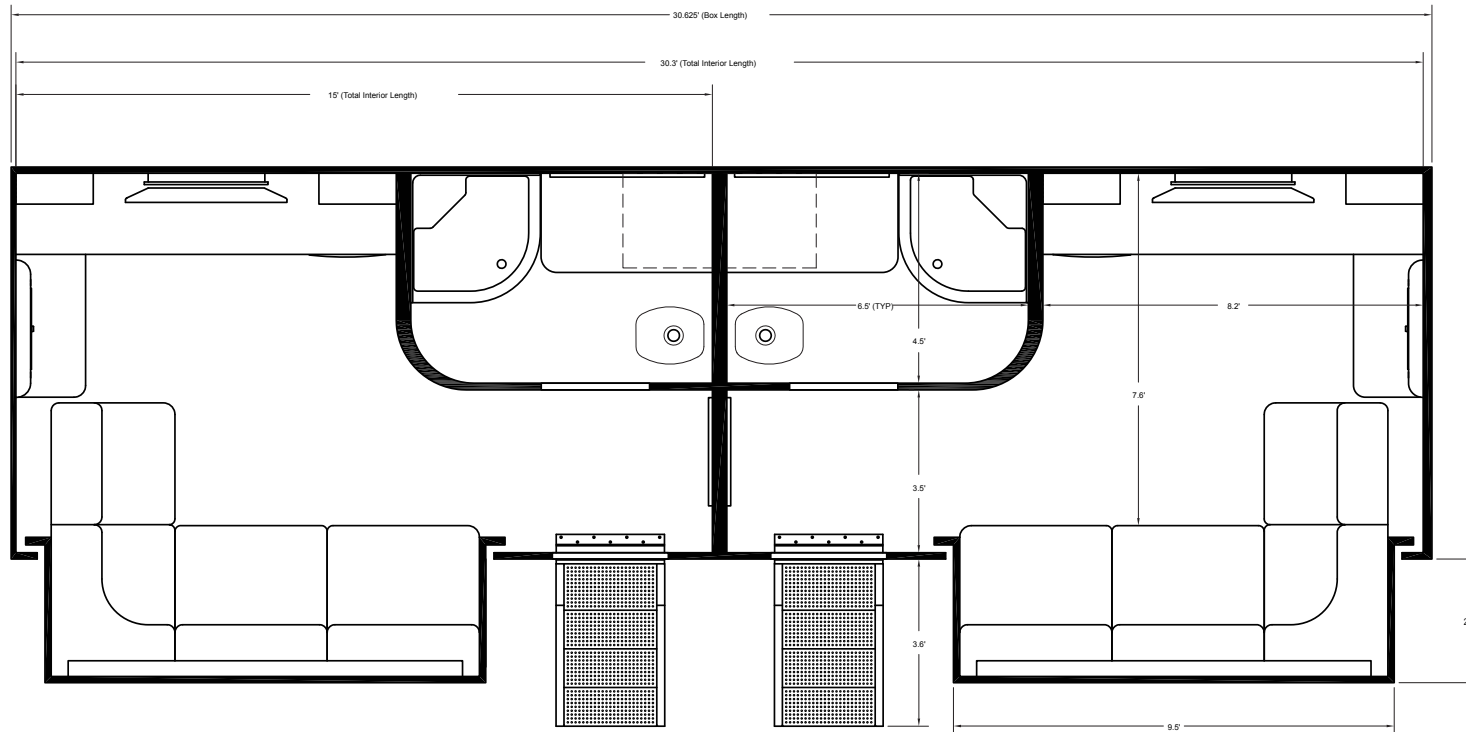 30.625' (Box Length)
30.3' (Total Interior Length)
15' (Total Interior Length)
6.5' (TYP)
8.2'
4.5'
7.6'
3.5'
2
3.6'
9.5'